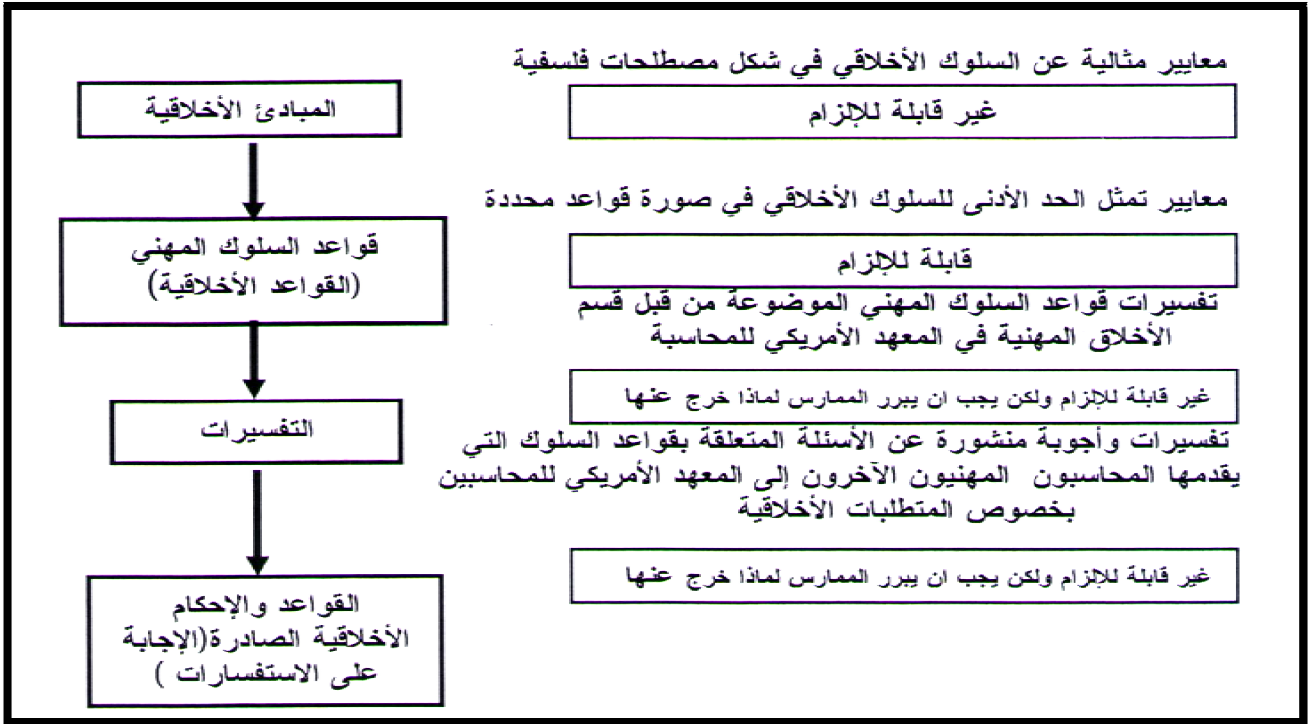 معايير مثالية عن السلوك الأخلاقي في شكل مصطلحات فلسفية
المبادئ الأخلاقية
غير قابلة للإلزام
معايير تمثل الحد الأدنى للسلوك الأخلاقي في صورة قواعد محددة
قواعد السلوك المهني
(القواعد الأخلاقية)
قابلة للإلزام
تفسيرات قواعد السلوك المهني الموضوعة من قبل قسم
الأخلاق المهنية في المعهد الأمريكي للمحاسبة
التفسيرات
غير قابلة للإلزام ولكن يجب ان يبرر الممارس لماذا خرج عنها
تفسيرات وأجوبة منشورة عن الأسئلة المتعلقة بقواعد السلوك التي
يقدمها المحاسبون المهنيون الآخرون إلى المعهد الأمريكي للمحاسبين
بخصوص المتطلبات الأخلاقية
غير قابلة للإلزام ولكن يجب ان يبرر الممارس لماذا خرج عنها
القواعد والإحكام
الأخلاقية الصادرة(الإجابة
على الاستفسارات )